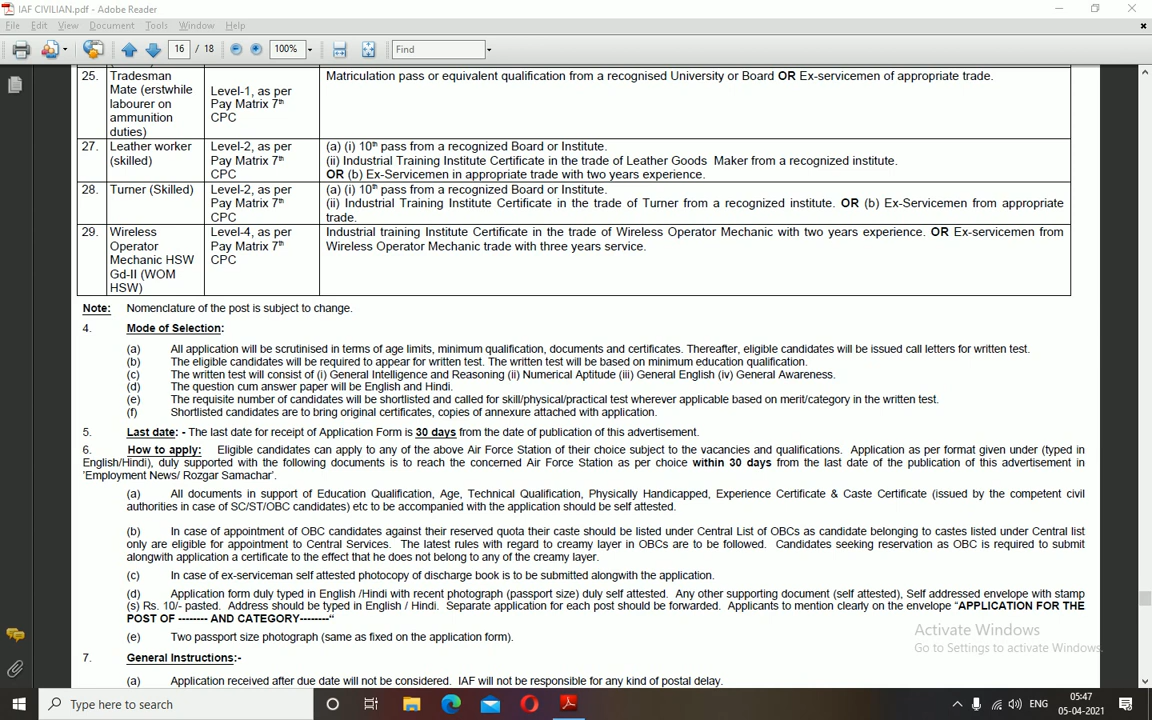 IAF CIVILIAN.pdf - Adobe Reader
File Edit View Document Tools Window Help
16 / 18 100% Find
25. Tradesman Mate (erstwhile labourer on ammunition duties) Level-1, as per Pay Matrix 7th CPC Matriculation pass or equivalent qualification from a recognised University or Board OR Ex-servicemen of appropriate trade.
27. Leather worker (skilled) Level-2, as per Pay Matrix 7th CPC (a) (i) 10th pass from a recognized Board or Institute.
(ii) Industrial Training Institute Certificate in the trade of Leather Goods Maker from a recognized institute.
OR (b) Ex-Servicemen in appropriate trade with two years experience.
28. Turner (Skilled) Level-2, as per Pay Matrix 7th CPC (a) (i) 10th pass from a recognized Board or Institute.
(ii) Industrial Training Institute Certificate in the trade of Turner from a recognized institute. OR (b) Ex-Servicemen from appropriate
trade.
29. Wireless Operator Mechanic HSW Gd-II (WOM HSW) Level-4, as per Pay Matrix 7th CPC Industrial training Institute Certificate in the trade of Wireless Operator Mechanic with two years experience. OR Ex-servicemen from
Wireless Operator Mechanic trade with three years service.
Note: Nomenclature of the post is subject to change.
4. Mode of Selection:
(a) All application will be scrutinised in terms of age limits, minimum qualification, documents and certificates. Thereafter, eligible candidates will be issued call letters for written test.
(b) The eligible candidates will be required to appear for written test. The written test will be based on minimum education qualification.
(c) The written test will consist of (i) General Intelligence and Reasoning (ii) Numerical Aptitude (iii) General English (iv) General Awareness.
(d) The question cum answer paper will be English and Hindi.
(e) The requisite number of candidates will be shortlisted and called for skill/physical/practical test wherever applicable based on merit/category in the written test.
(f) Shortlisted candidates are to bring original certificates, copies of annexure attached with application.
5. Last date: - The last date for receipt of Application Form is 30 days from the date of publication of this advertisement.
6. How to apply: Eligible candidates can apply to any of the above Air Force Station of their choice subject to the vacancies and qualifications. Application as per format given under (typed in
English/Hindi), duly supported with the following documents is to reach the concerned Air Force Station as per choice within 30 days from the last date of the publication of this advertisement in
'Employment News/ Rozgar Samachar'.
(a) All documents in support of Education Qualification, Age, Technical Qualification, Physically Handicapped, Experience Certificate & Caste Certificate (issued by the competent civil
authorities in case of SC/ST/OBC candidates) etc to be accompanied with the application should be self attested.
(b) In case of appointment of OBC candidates against their reserved quota their caste should be listed under Central List of OBCs as candidate belonging to castes listed under Central list
only are eligible for appointment to Central Services. The latest rules with regard to creamy layer in OBCs are to be followed. Candidates seeking reservation as OBC is required to submit
alongwith application a certificate to the effect that he does not belong to any of the creamy layer.
(c) In case of ex-serviceman self attested photocopy of discharge book is to be submitted alongwith the application.
(d) Application form duly typed in English /Hindi with recent photograph (passport size) duly self attested. Any other supporting document (self attested), Self addressed envelope with stamp
(s) Rs. 10/- pasted. Address should be typed in English / Hindi. Separate application for each post should be forwarded. Applicants to mention clearly on the envelope "APPLICATION FOR THE
POST OF -------- AND CATEGORY--------"
(e) Two passport size photograph (same as fixed on the application form).
7. General Instructions:-
(a) Application received after due date will not be considered. IAF will not be responsible for any kind of postal delay.
Activate Windows
Go to Settings to activate Windows.
Type here to search
ENG
05:47
05-04-2021